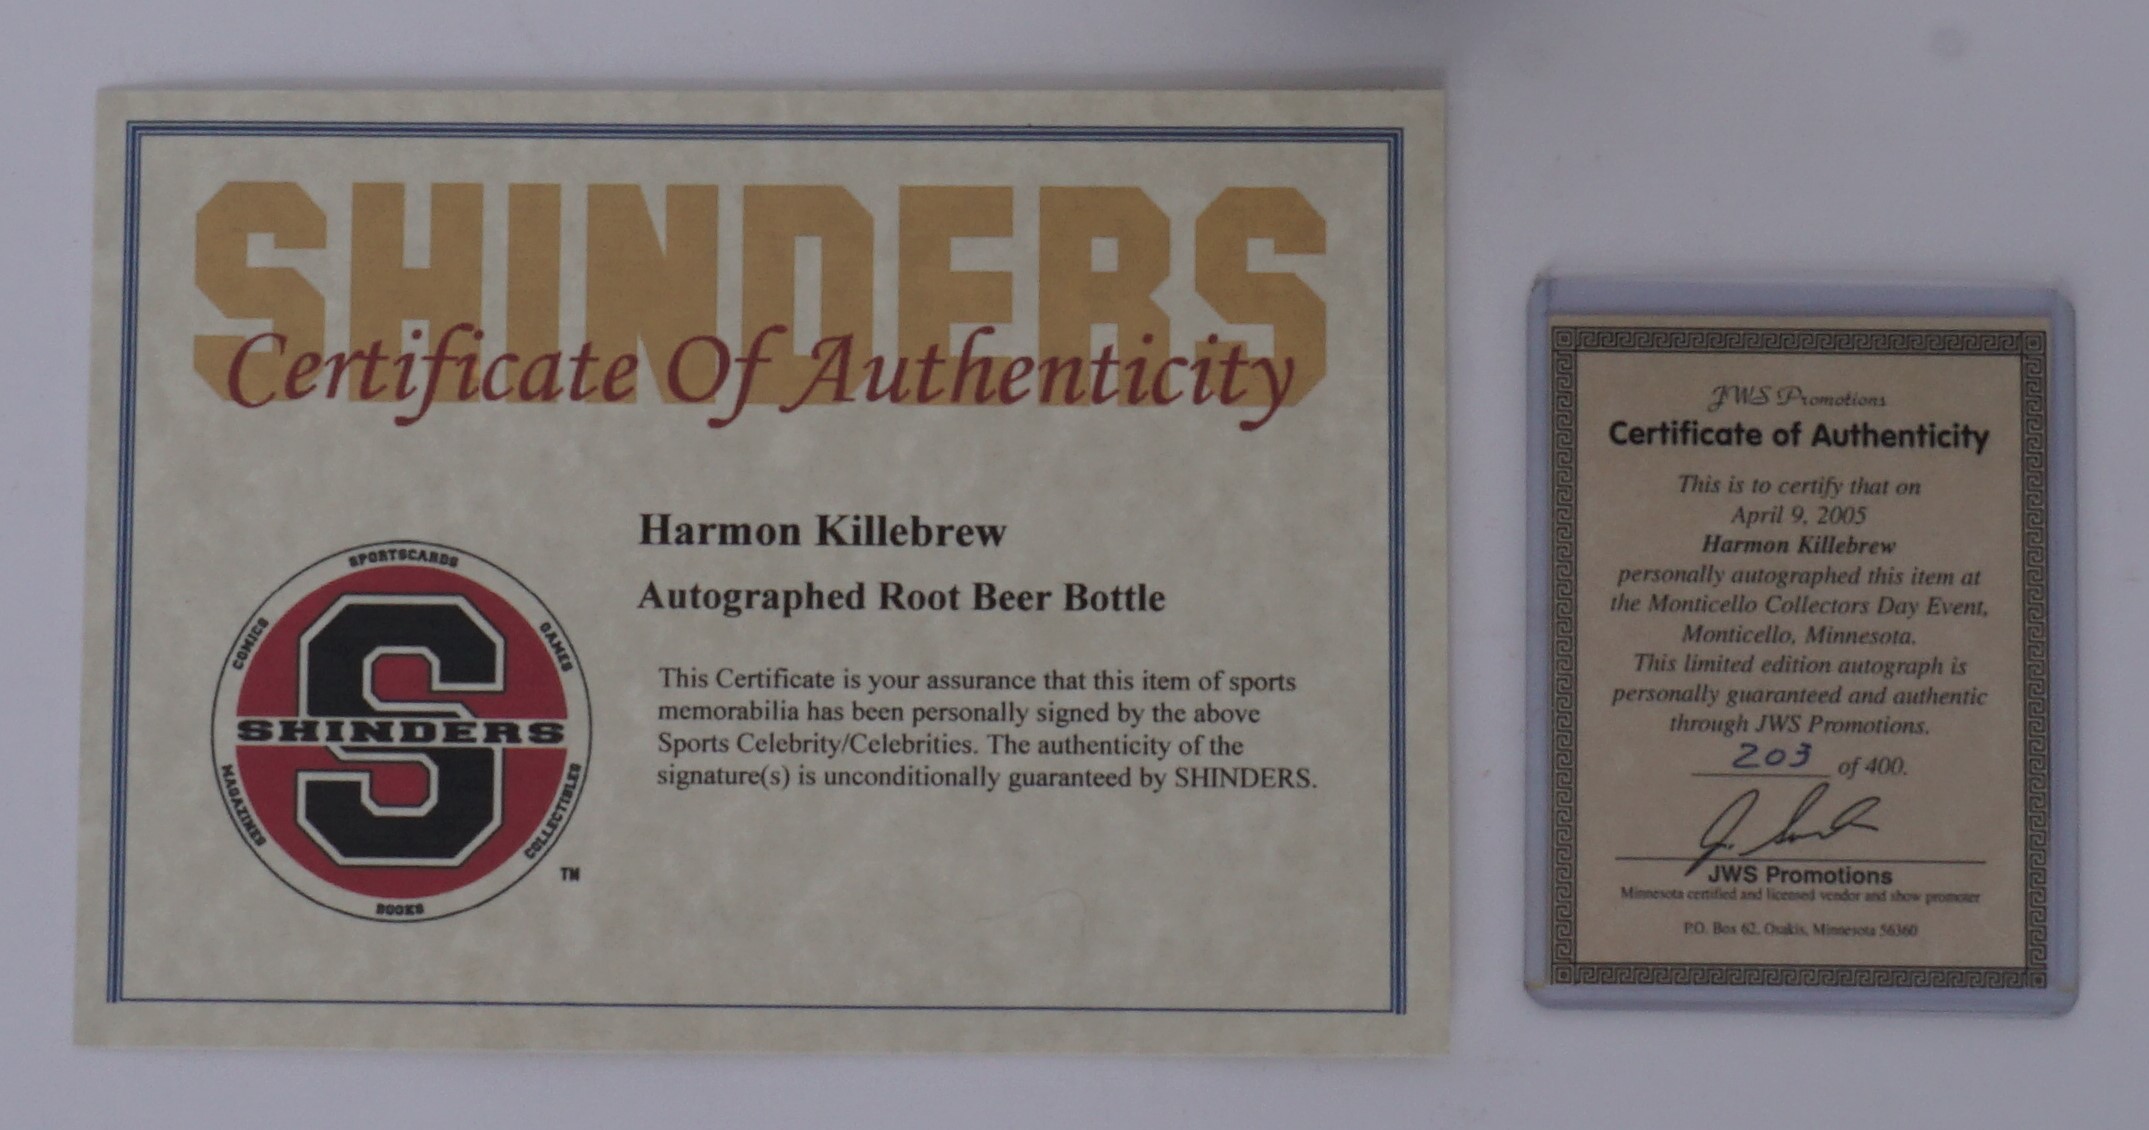 SHINDERS
Certificate Of Authenticity
Harmon Killebrew
Autographed Root Beer Bottle
This Certificate is your assurance that this item of sports
memorabilia has been personally signed by the above
Sports Celebrity/Celebrities. The authenticity of the
signature(s) is unconditionally guaranteed by SHINDERS.
SPORTSCARDS
COMICS
GAMES
S
SHINDERS
MAGAZINES
COLLECTIBLES
BOOKS
TM
JWS Promotions
Certificate of Authenticity
This is to certify that on
April 9, 2005
Harmon Killebrew
personally autographed this item at
the Monticello Collectors Day Event,
Monticello, Minnesota.
This limited edition autograph is
personally guaranteed and authentic
through JWS Promotions.
203 of 400.
JWS Promotions
Minnesota certified and licensed vendor and show promoter
P.O. Box 62, Osakis, Minnesota 56360